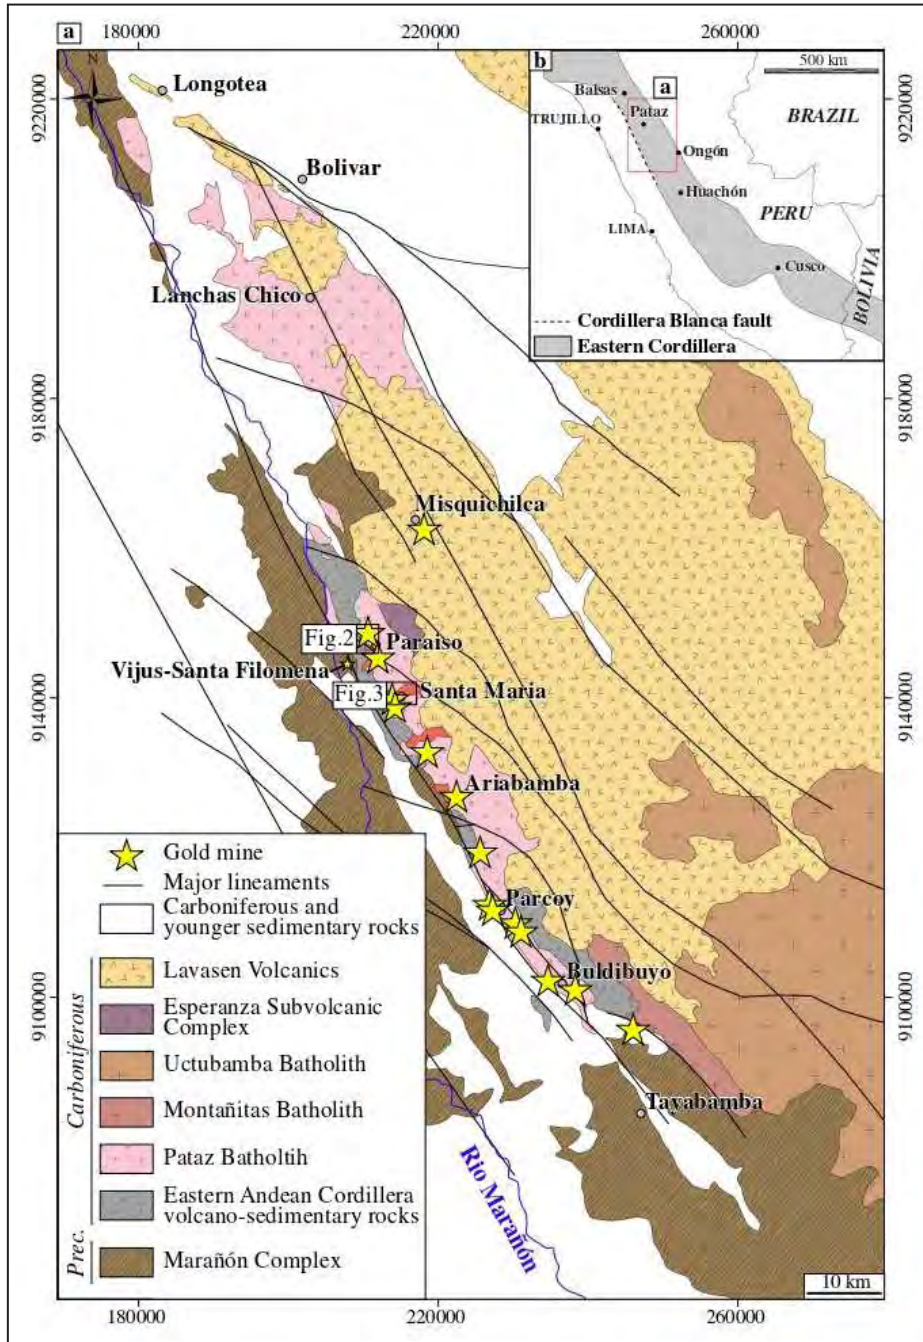 a
180000
220000
260000
N
9220000
9180000
9140000
9100000
Longotea
Bolivar
Lanchas Chico
Misquichilca
Fig.2
Paraiso
Vijus-Santa Filomena
Fig.3
Santa Maria
Ariabamba
Parcoy
Buldibuyo
Tayabamba
Rio Marañón
b
500 km
a
Balsas
Pataz
TRUJILLO
BRAZIL
Ongón
Huachón
PERU
LIMA
Cusco
BOLIVIA
Cordillera Blanca fault
Eastern Cordillera
9220000
9180000
9140000
9100000
Gold mine
Major lineaments
Carboniferous and
younger sedimentary rocks
Carboniferous
Lavasen Volcanics
Esperanza Subvolcanic
Complex
Uctubamba Batholith
Montañitas Batholith
Pataz Batholtih
Eastern Andean Cordillera
volcano-sedimentary rocks
Prec.
Marañón Complex
10 km
180000
220000
260000